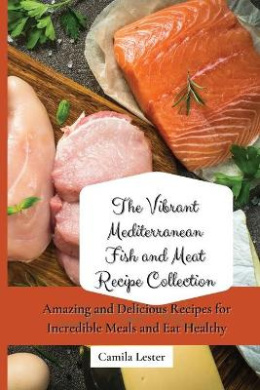 The Vibrant
Mediterranean
Fish and Meat
Recipe Collection
Amazing and Delicious Recipes for
Incredible Meals and Eat Healthy
Camila Lester